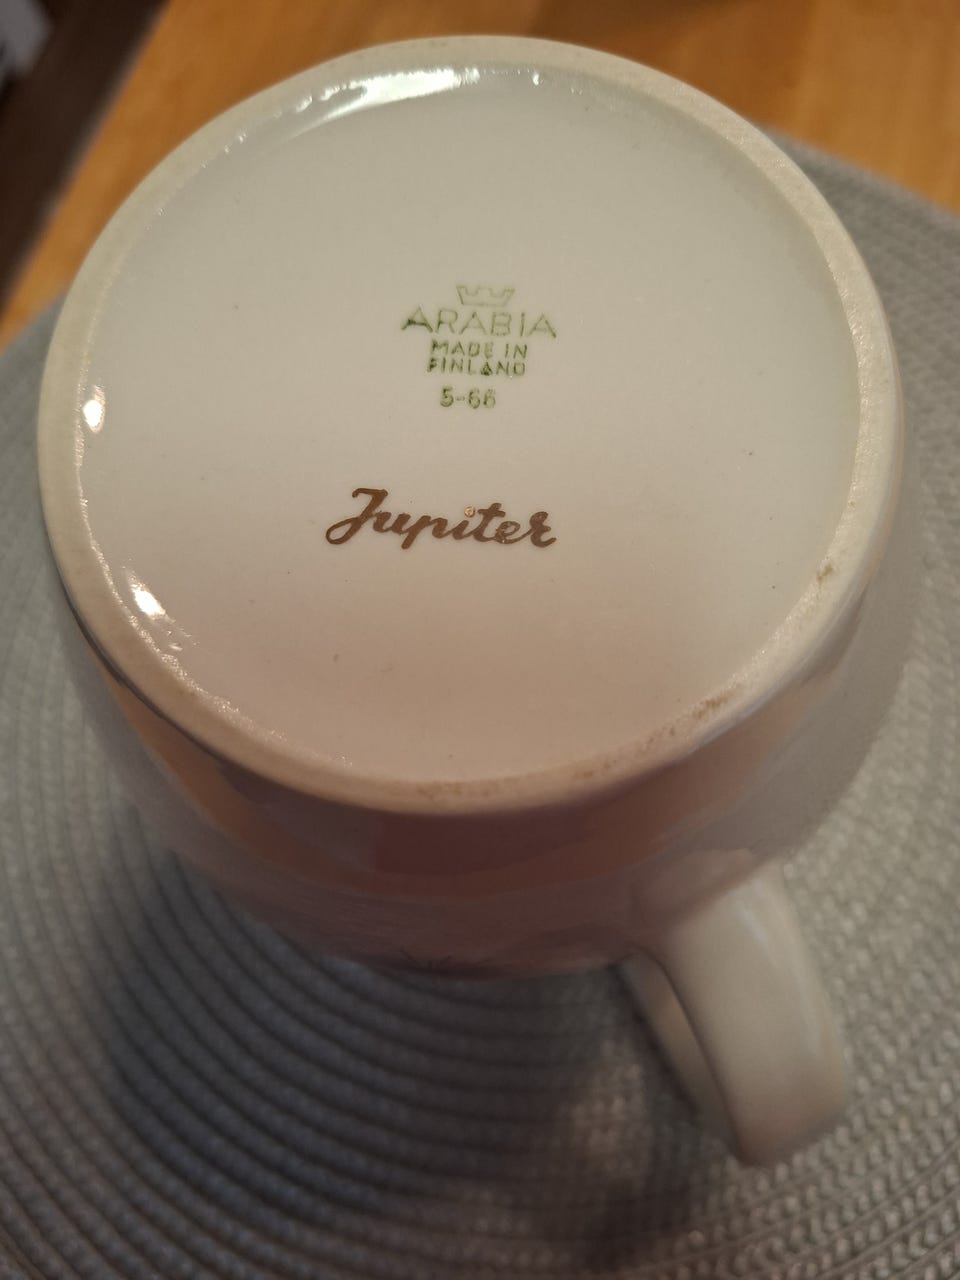 ARABIA
MADE IN
FINLAND
5-66
Jupiter